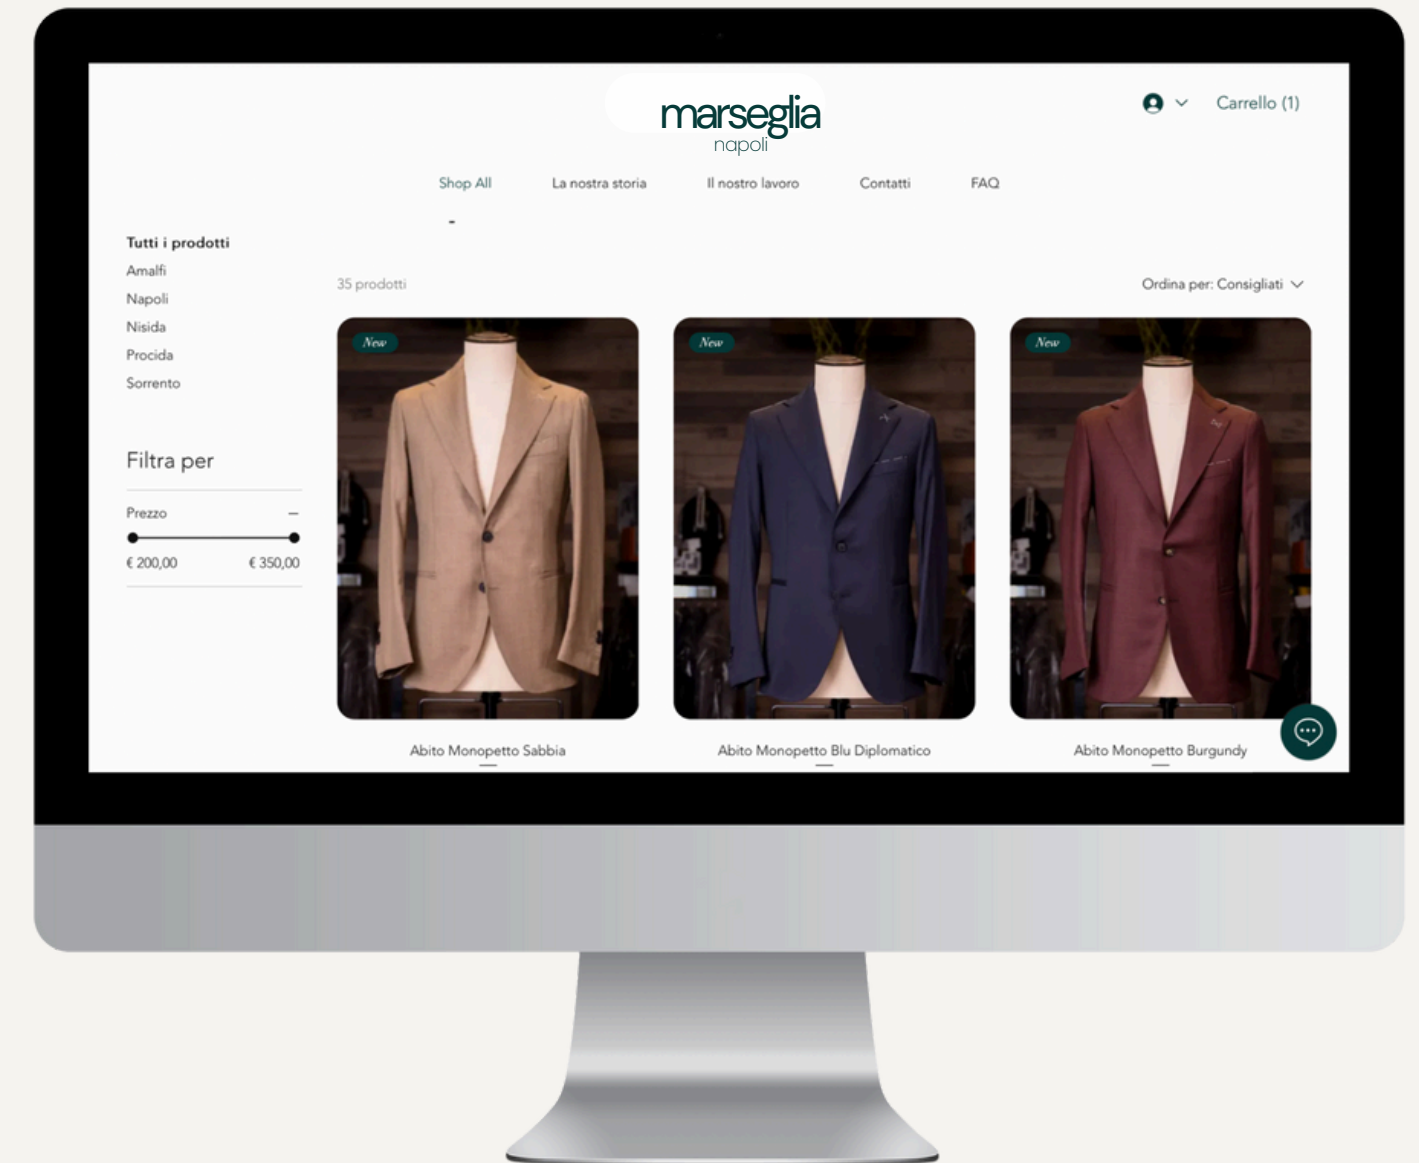 marseglia
napoli
Carrello (1)
Shop All
La nostra storia
Il nostro lavoro
Contatti
FAQ
Tutti i prodotti
Amalfi
Napoli
Nisida
Procida
Sorrento
Filtra per
Prezzo
€ 200,00
€ 350,00
35 prodotti
Ordina per: Consigliati
New
New
New
Abito Monopetto Sabbia
Abito Monopetto Blu Diplomatico
Abito Monopetto Burgundy